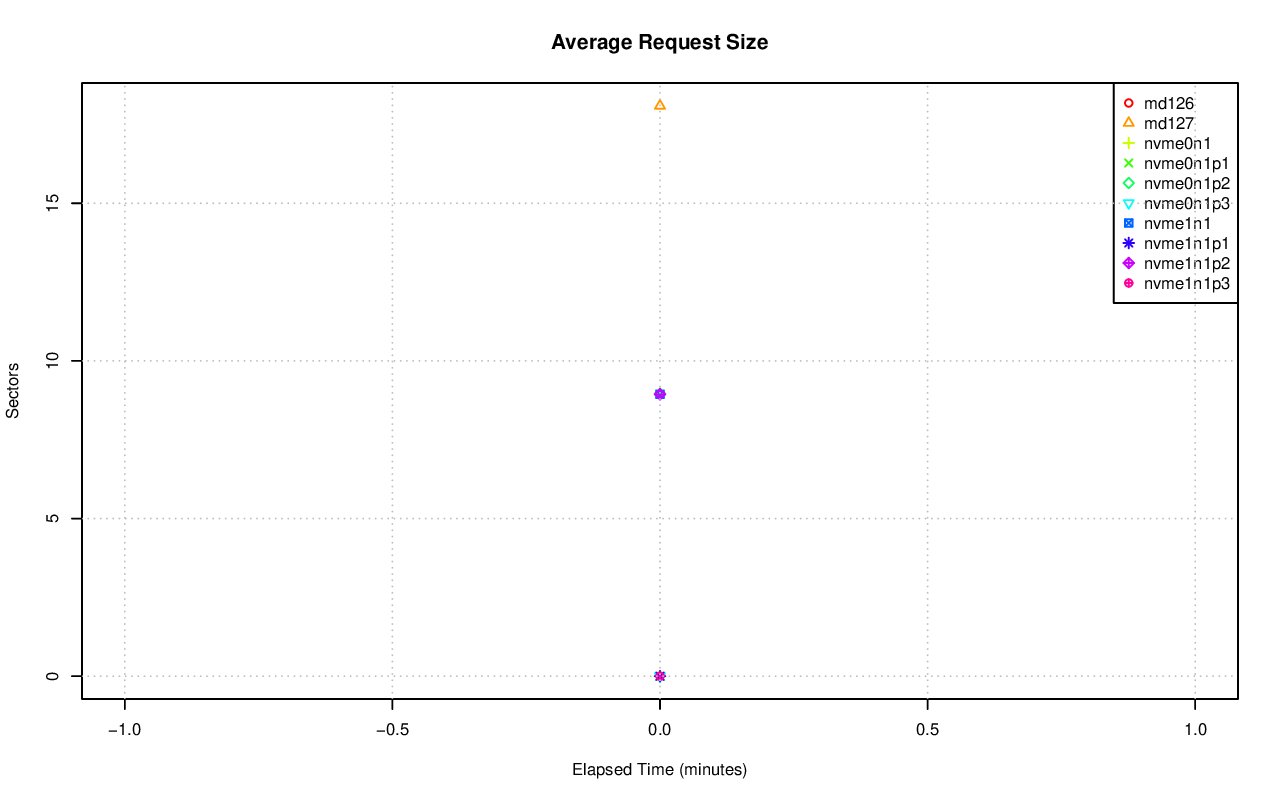 Average Request Size
md126
md127
nvme0n1
nvme0n1p1
nvme0n1p2
nvme0n1p3
nvme1n1
nvme1n1p1
nvme1n1p2
nvme1n1p3
15
10
5
0
Sectors
−1.0 −0.5 0.0 0.5 1.0
Elapsed Time (minutes)